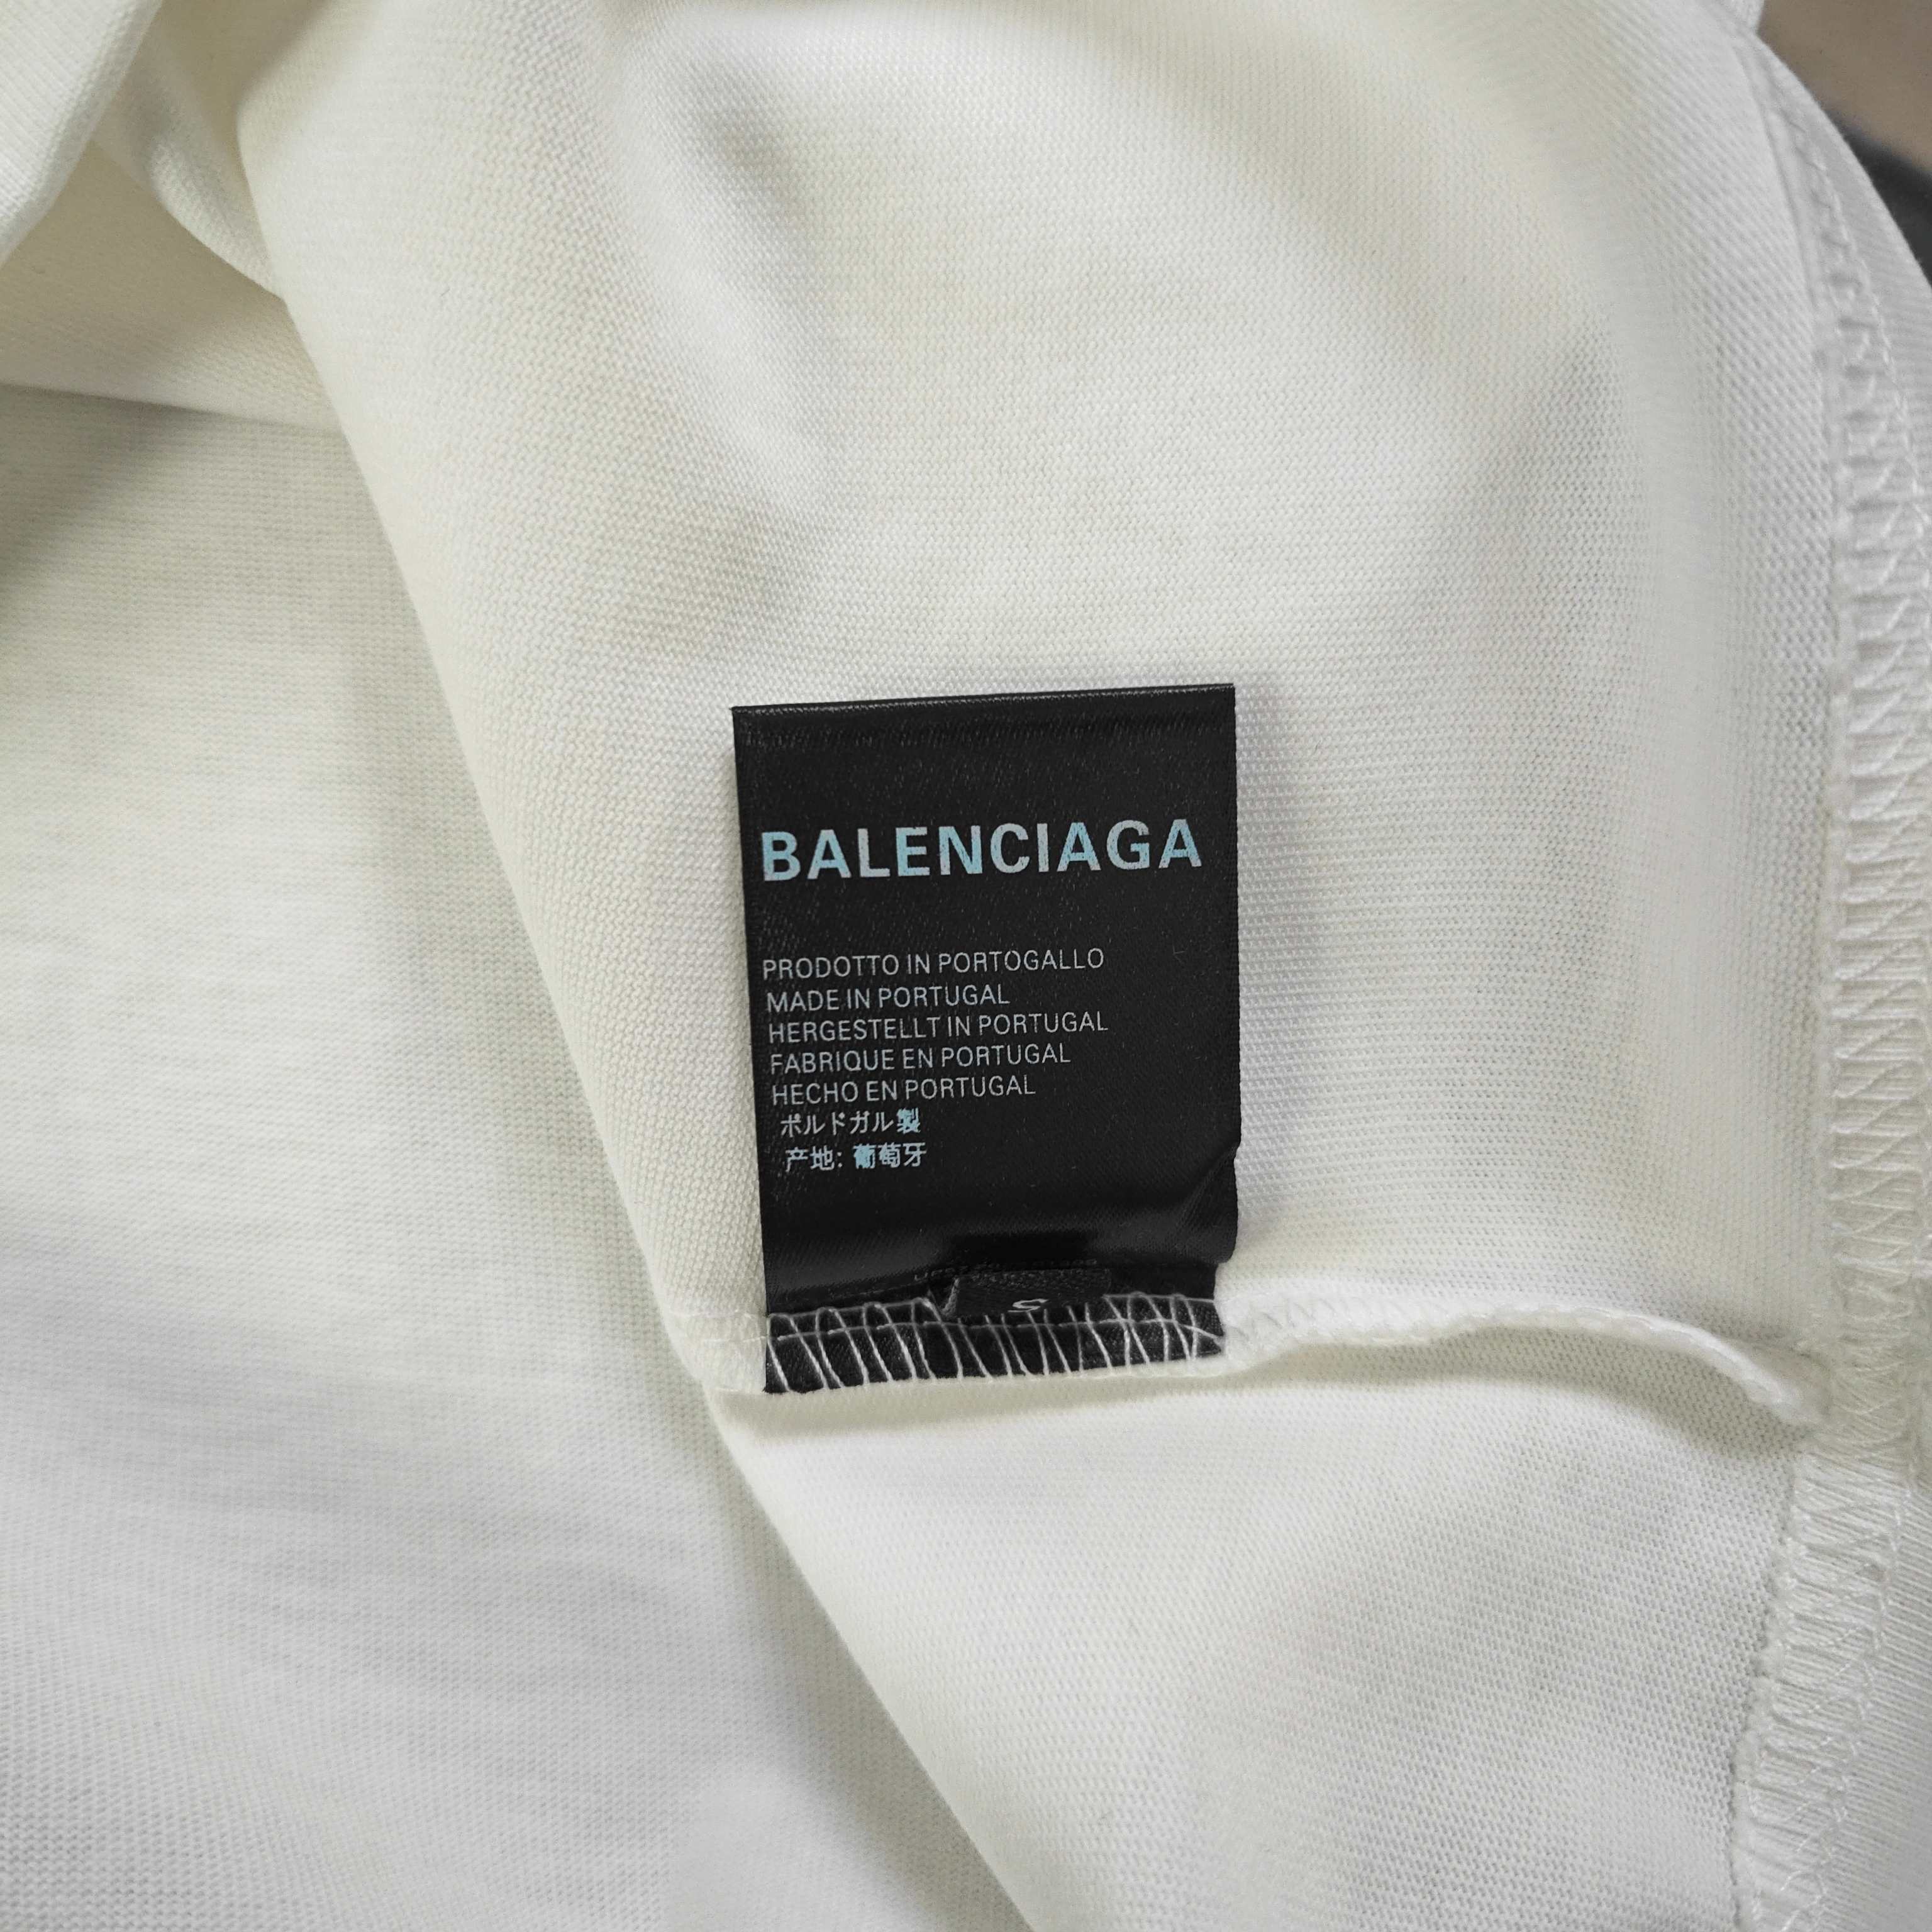 BALENCIAGA
PRODOTTO IN PORTOGALLO
MADE IN PORTUGAL
HERGESTELLT IN PORTUGAL
FABRIQUE EN PORTUGAL
HECHO EN PORTUGAL
ポルドガル製
产地: 葡萄牙
S